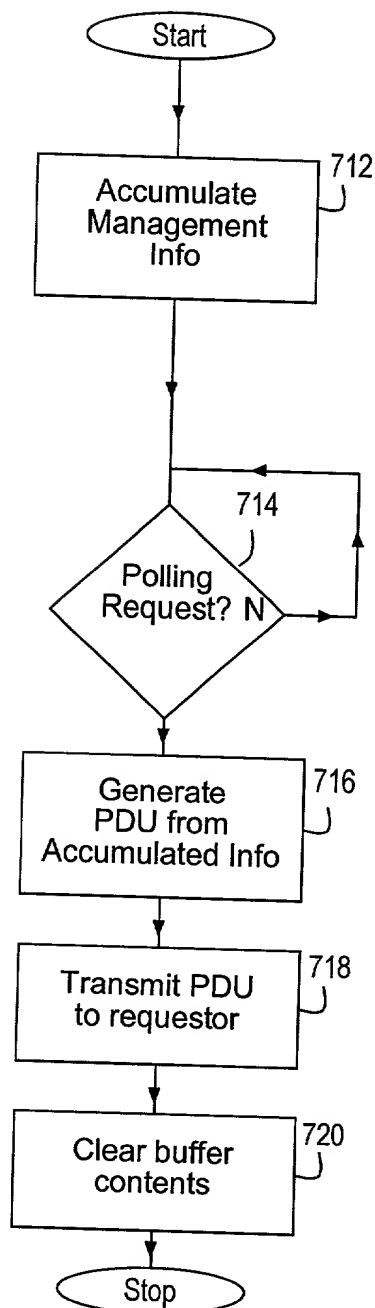 Start
712
Accumulate
Management
Info
714
Polling
Request? N
716
Generate
PDU from
Accumulated Info
718
Transmit PDU
to requestor
720
Clear buffer
contents
Stop